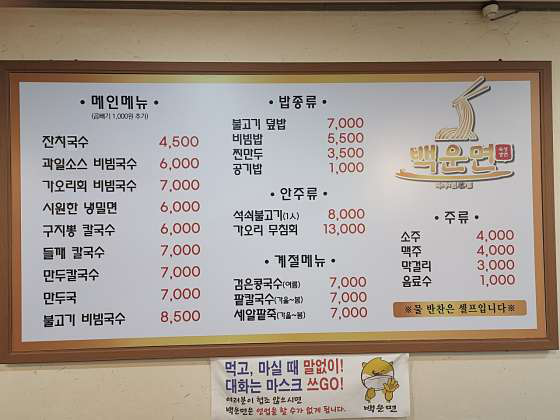 • 메인메뉴 •
(곱빼기 1,000원 추가)
잔치국수 4,500
과일소스 비빔국수 6,000
가오리회 비빔국수 7,000
시원한 냉밀면 6,000
구지뽕 칼국수 6,000
들깨 칼국수 7,000
만두칼국수 7,000
만두국 7,000
불고기 비빔국수 8,500
• 밥종류 •
불고기 덮밥 7,000
비빔밥 5,500
찐만두 3,500
공기밥 1,000
• 안주류 •
석쇠불고기(1人) 8,000
가오리 무침회 13,000
• 계절메뉴 •
검은콩국수(여름) 7,000
팥칼국수(겨울~봄) 7,000
새알팥죽(겨울~봄) 7,000
백운면
• 주류 •
소주 4,000
맥주 4,000
막걸리 3,000
음료수 1,000
※물 반찬은 셀프입니다※
먹고, 마실 때 말없이!
대화는 마스크 쓰GO!
여러분이 협조 않으시면
백운면은 영업을 할 수가 없게 됩니다.
백운면